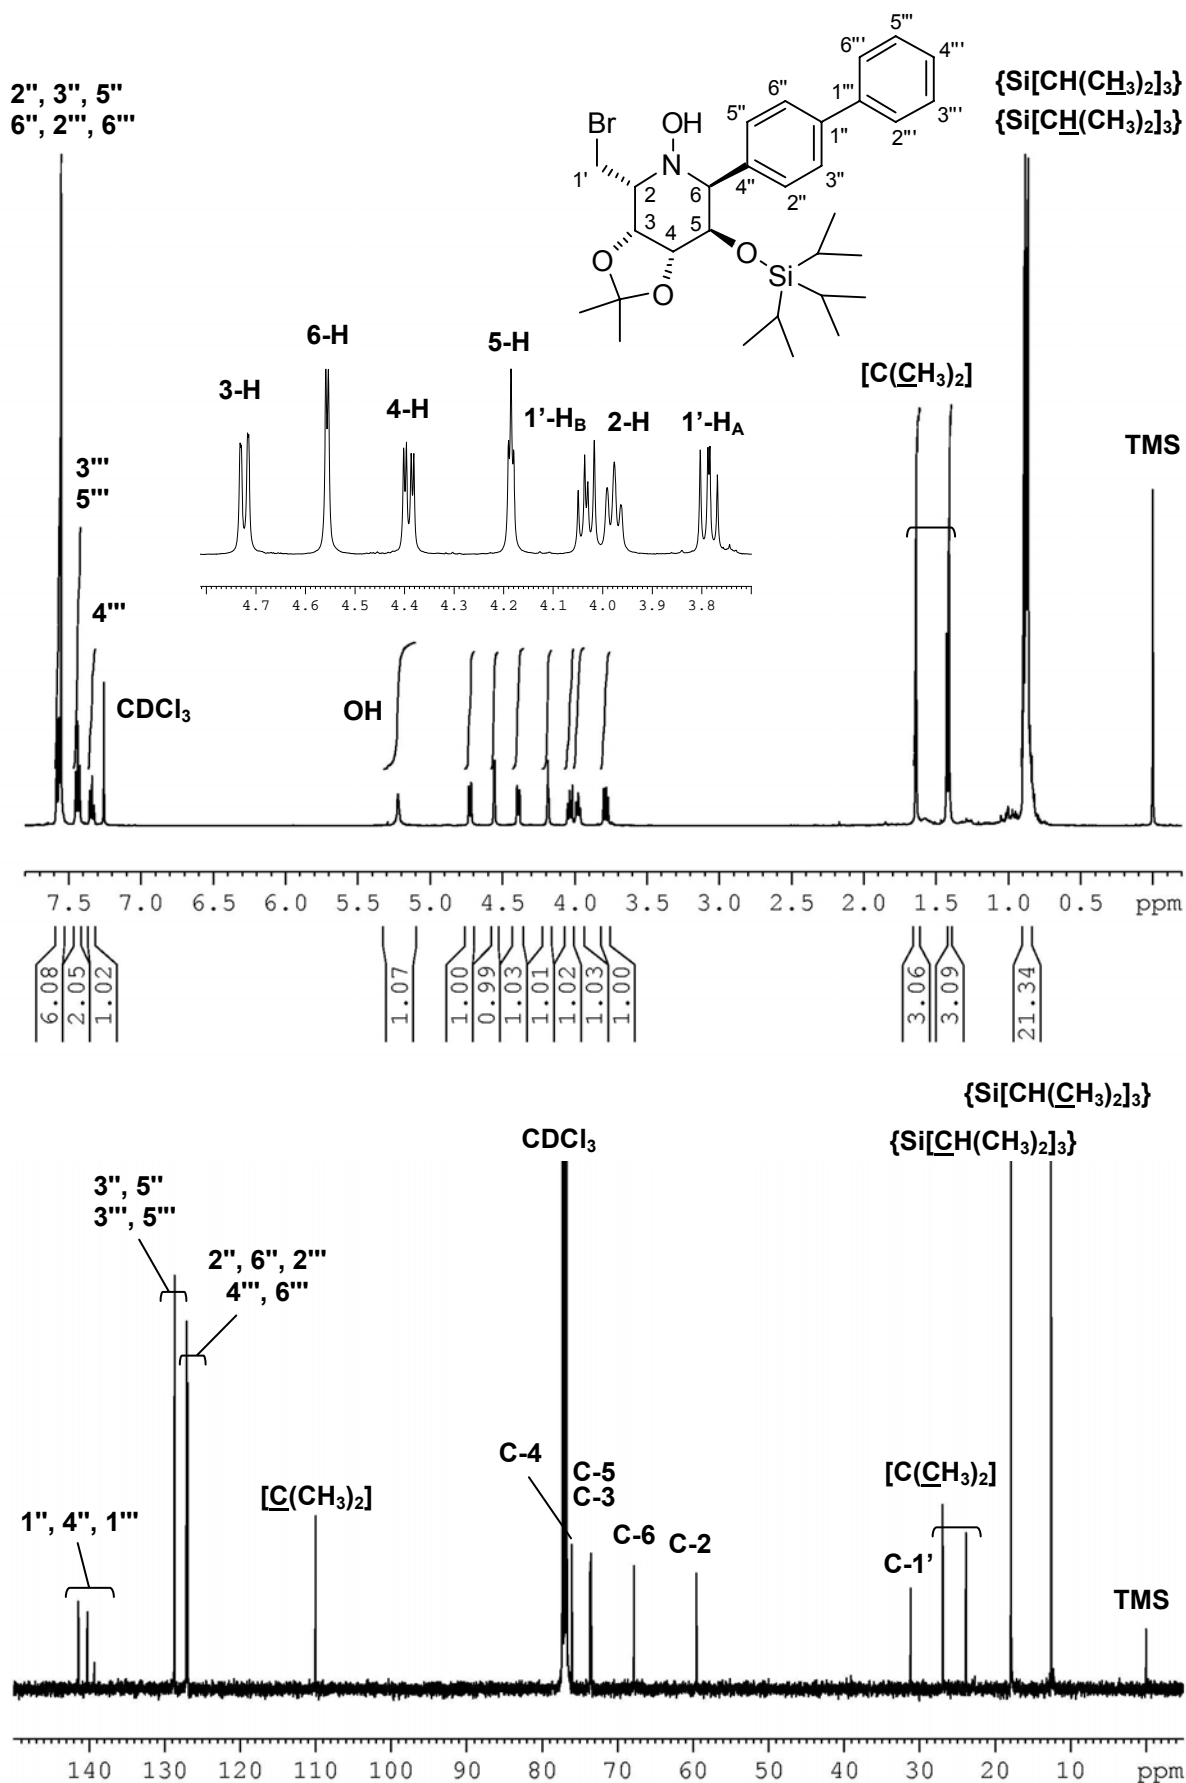 5'''
6''' 4'''
{Si[CH(CH₃)₂]₃}
2'', 3'', 5''
6'' 1''' 3'''
6'', 2''', 6'''
{Si[CH(CH₃)₂]₃}
Br OH 5'' 1'' 2'''
N 3''
1' 2 6 4'' 2''
3 4 5
O O Si
O
6-H 5-H
[C(CH₃)₂]
3-H 4-H 1’-HB 2-H 1’-HA
TMS
3'''
5'''
4.7 4.6 4.5 4.4 4.3 4.2 4.1 4.0 3.9 3.8
4'''
CDCl₃ OH
7.5 7.0 6.5 6.0 5.5 5.0 4.5 4.0 3.5 3.0 2.5 2.0 1.5 1.0 0.5 ppm
6.08 2.05 1.02 1.07 1.00 0.99 1.03 1.01 1.02 1.03 1.00 3.06 3.09 21.34
{Si[CH(CH₃)₂]₃}
CDCl₃ {Si[CH(CH₃)₂]₃}
3'', 5''
3''', 5'''
2'', 6'', 2'''
4''', 6'''
C-4
C-5
C-3
[C(CH₃)₂]
[C(CH₃)₂]
1'', 4'', 1'''
C-6 C-2
C-1’
TMS
140 130 120 110 100 90 80 70 60 50 40 30 20 10 ppm